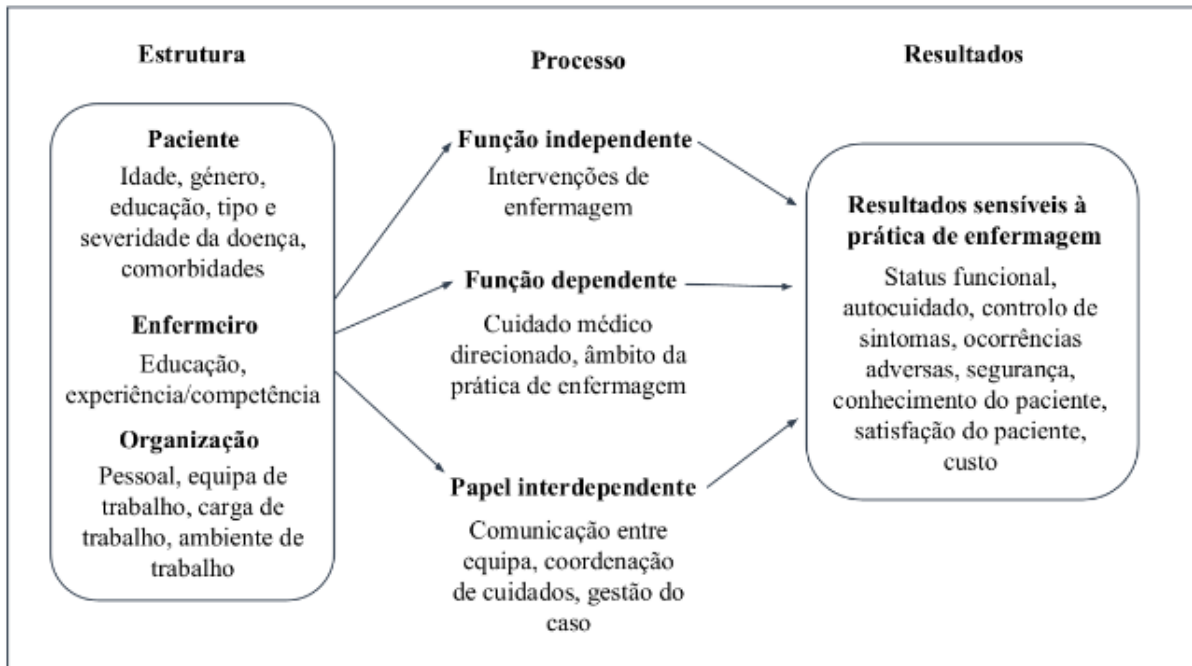 Estrutura
Paciente
Idade, género,
educação, tipo e
severidade da doença,
comorbidades
Enfermeiro
Educação,
experiência/competência
Organização
Pessoal, equipa de
trabalho, carga de
trabalho, ambiente de
trabalho
Processo
Função independente
Intervenções de
enfermagem
Função dependente
Cuidado médico
direcionado, âmbito da
prática de enfermagem
Papel interdependente
Comunicação entre
equipa, coordenação
de cuidados, gestão do
caso
Resultados
Resultados sensíveis à
prática de enfermagem
Status funcional,
autocuidado, controlo de
sintomas, ocorrências
adversas, segurança,
conhecimento do paciente,
satisfação do paciente,
custo